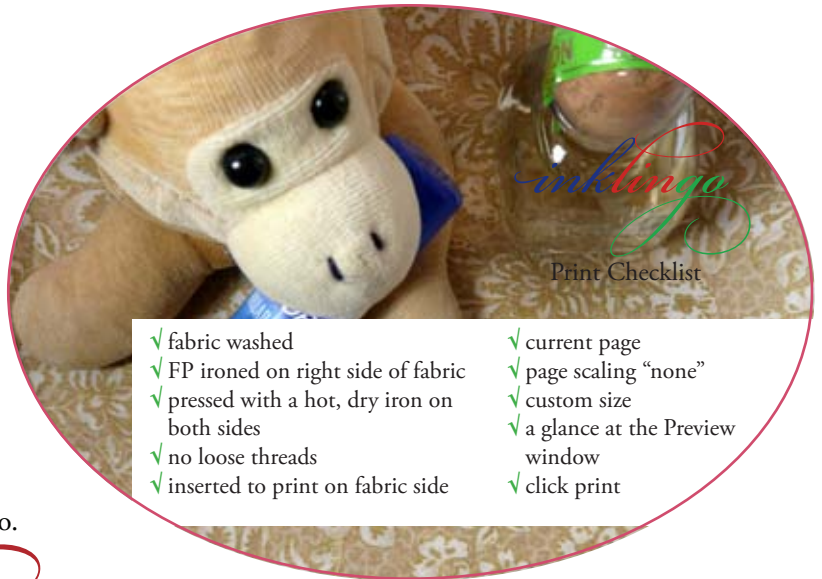 inklingo
Print Checklist
√ fabric washed
√ FP ironed on right side of fabric
√ pressed with a hot, dry iron on
both sides
√ no loose threads
√ inserted to print on fabric side
√ current page
√ page scaling “none”
√ custom size
√ a glance at the Preview
window
√ click print
o.